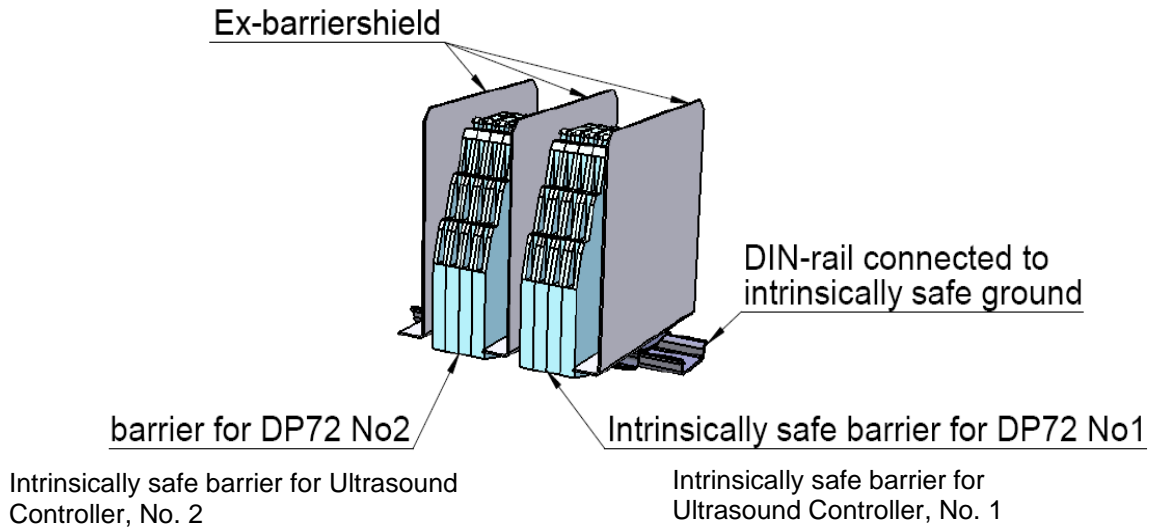 Ex-barriershield
DIN-rail connected to
intrinsically safe ground
barrier for DP72 No2
Intrinsically safe barrier for DP72 No1
Intrinsically safe barrier for Ultrasound
Controller, No. 2
Intrinsically safe barrier for
Ultrasound Controller, No. 1